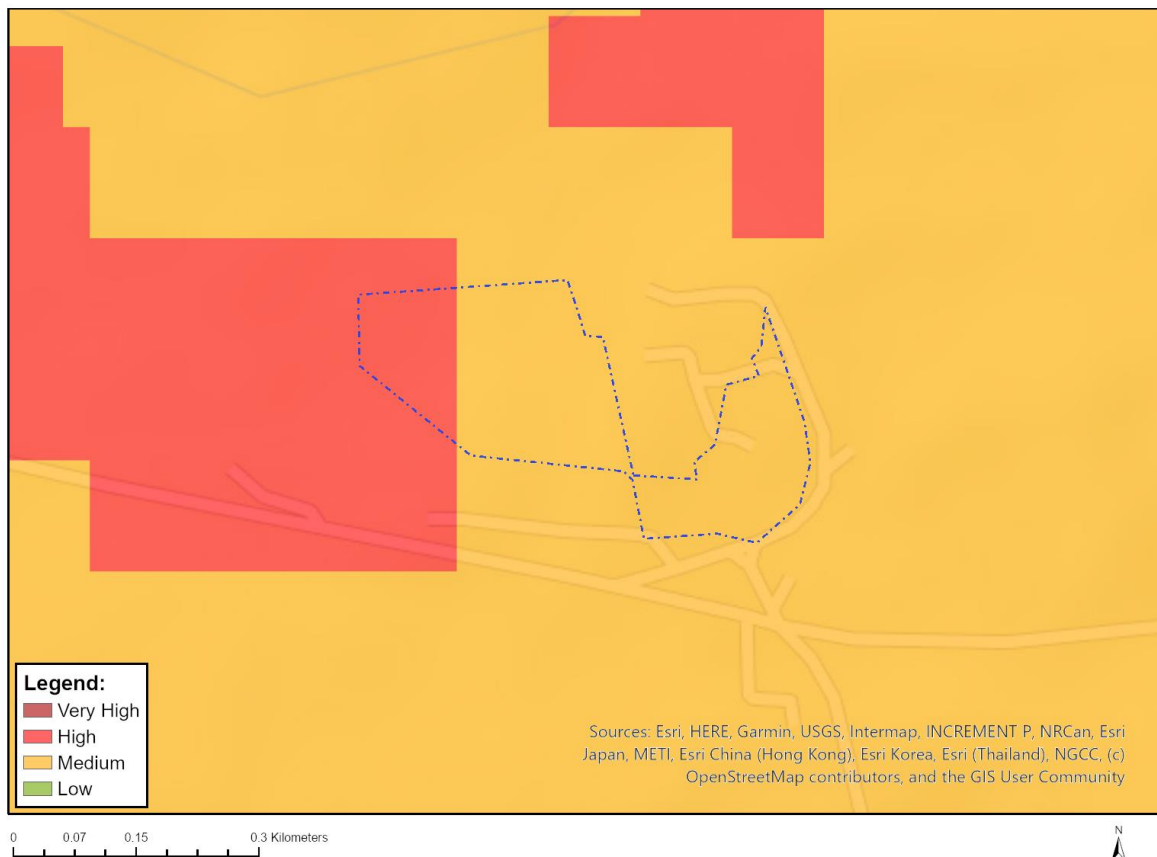 Legend:
Very High
High
Medium
Low
Sources: Esri, HERE, Garmin, USGS, Intermap, INCREMENT P, NRCan, Esri
Japan, METI, Esri China (Hong Kong), Esri Korea, Esri (Thailand), NGCC, (c)
OpenStreetMap contributors, and the GIS User Community
0 0.07 0.15 0.3 Kilometers
N